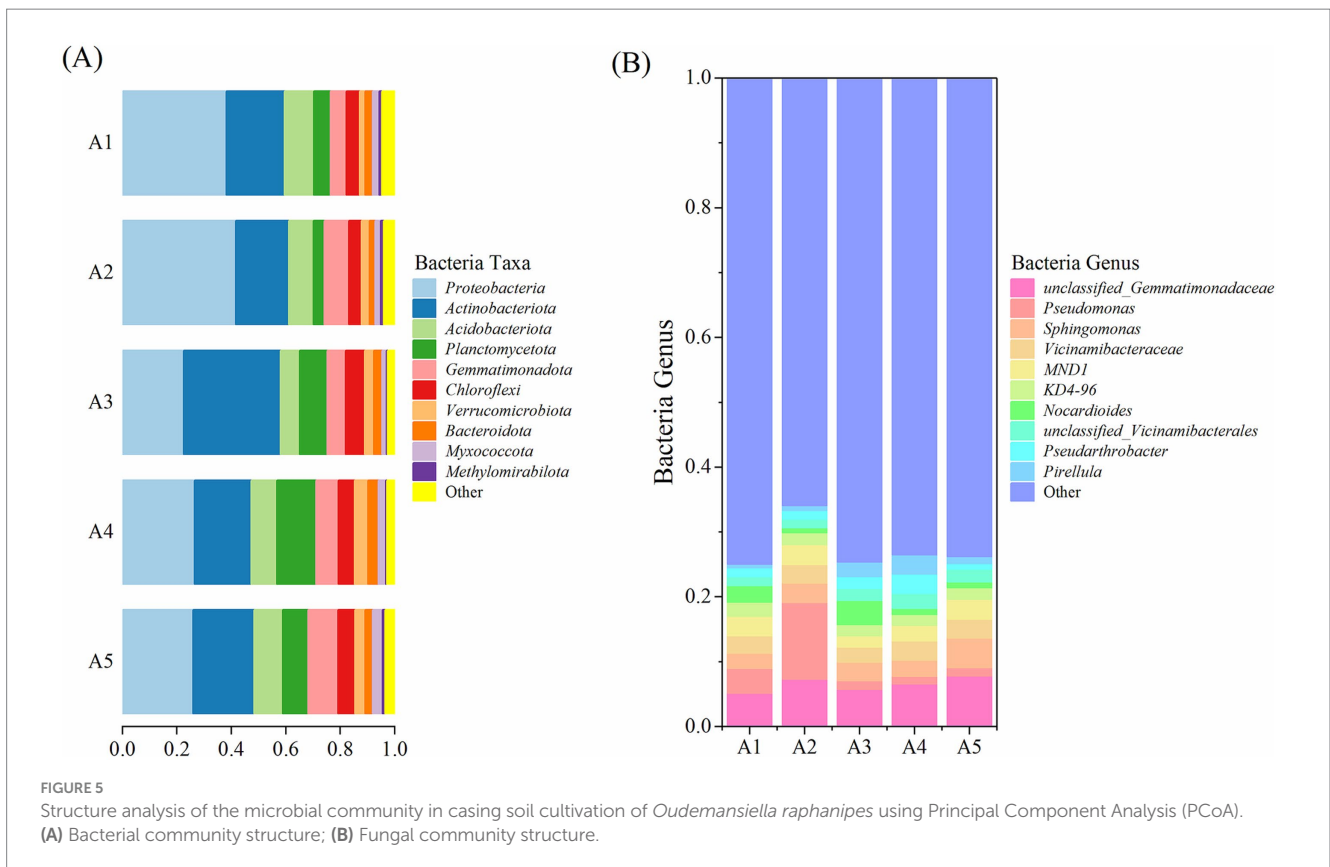 (A)
A1
A2
A3
A4
A5
0.0 0.2 0.4 0.6 0.8 1.0
Bacteria Taxa
Proteobacteria
Actinobacteriota
Acidobacteriota
Planctomycetota
Gemmatimonadota
Chloroflexi
Verrucomicrobiota
Bacteroidota
Myxococcota
Methylomirabilota
Other
(B)
Bacteria Genus
1.0
0.8
0.6
0.4
0.2
0.0
A1 A2 A3 A4 A5
Bacteria Genus
unclassified_Gemmatimonadaceae
Pseudomonas
Sphingomonas
Vicinamibacteraceae
MND1
KD4-96
Nocardioides
unclassified_Vicinamibacterales
Pseudarthrobacter
Pirellula
Other
FIGURE 5
Structure analysis of the microbial community in casing soil cultivation of Oudemansiella raphanipes using Principal Component Analysis (PCoA).
(A) Bacterial community structure; (B) Fungal community structure.